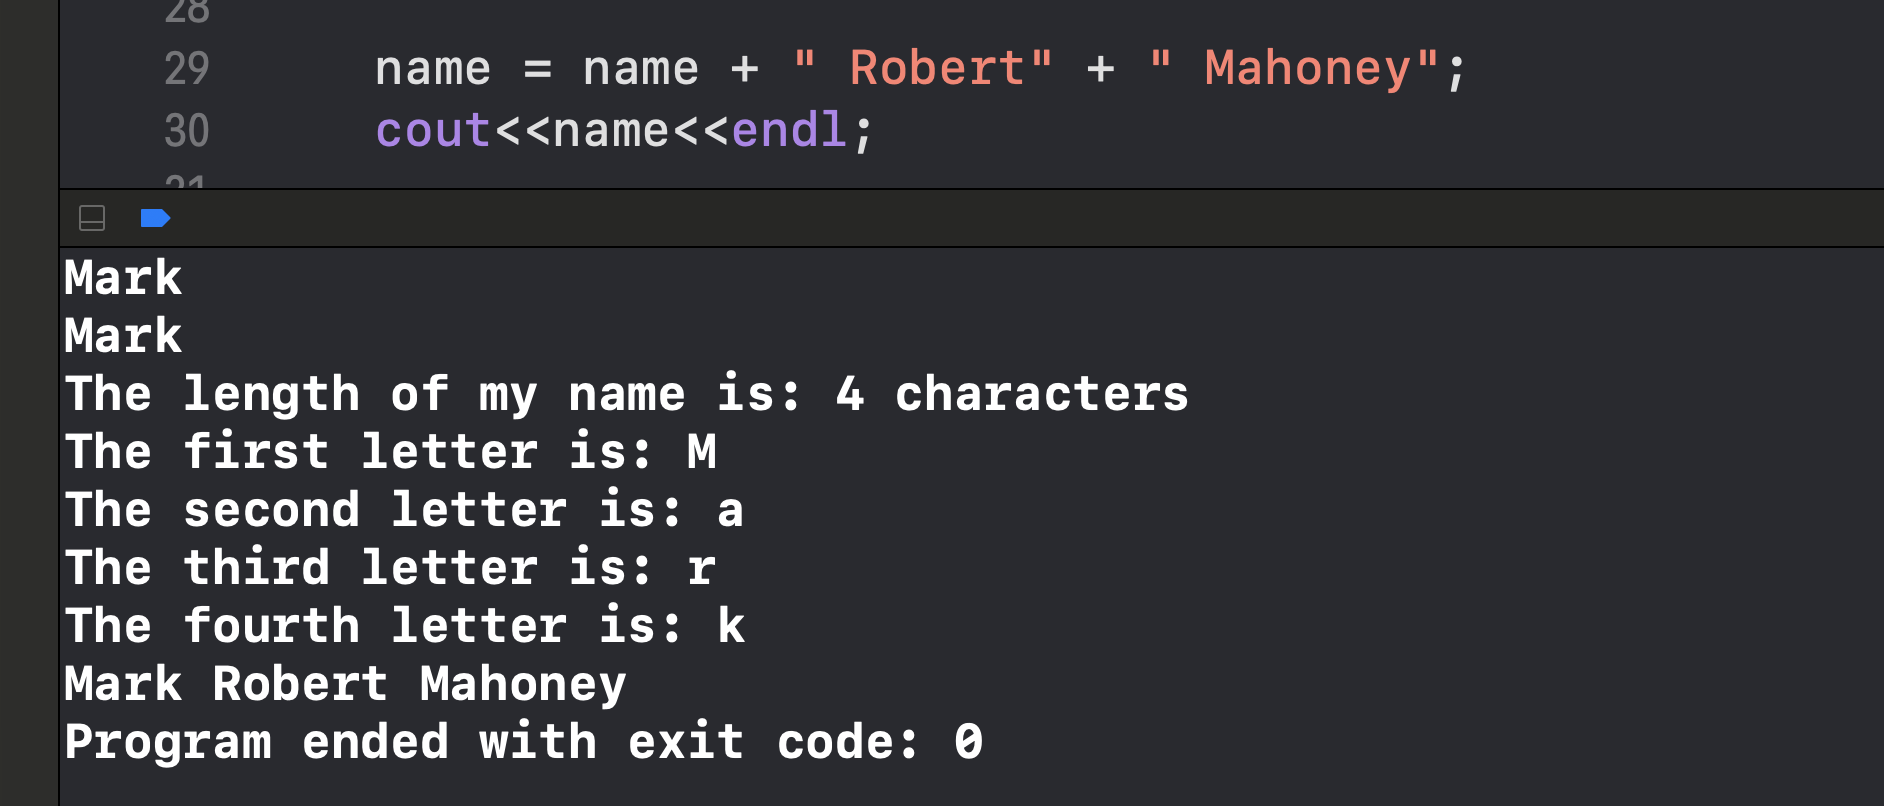 28
29 name = name + " Robert" + " Mahoney";
30 cout<<name<<endl;
31
Mark
Mark
The length of my name is: 4 characters
The first letter is: M
The second letter is: a
The third letter is: r
The fourth letter is: k
Mark Robert Mahoney
Program ended with exit code: 0